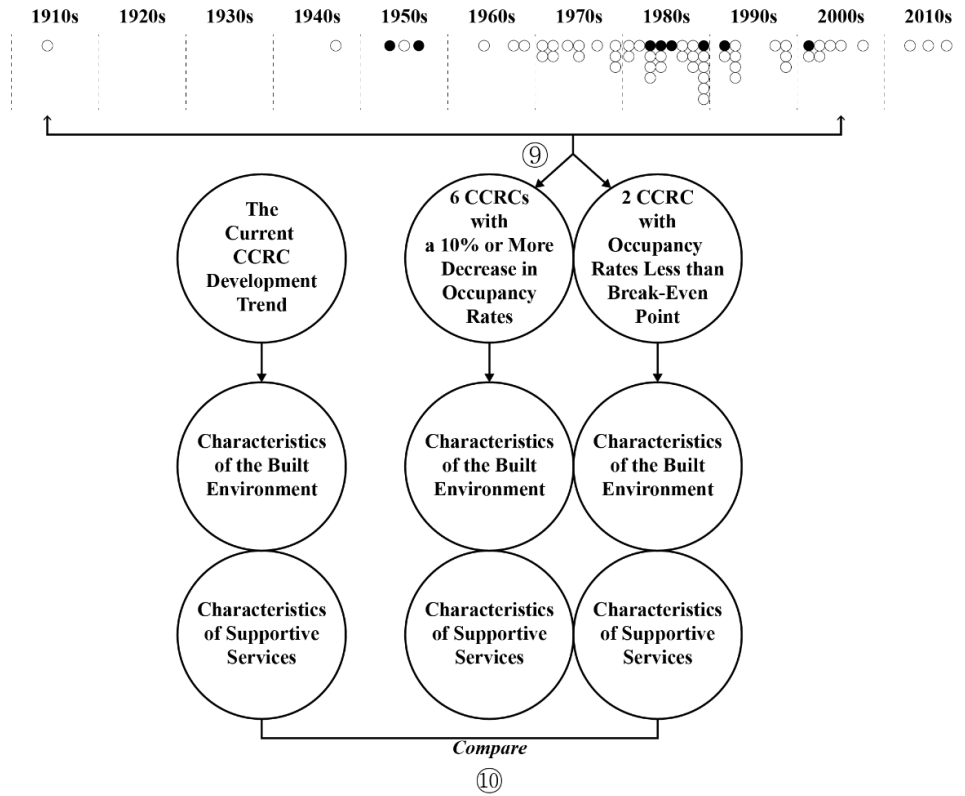 1910s 1920s 1930s 1940s 1950s 1960s 1970s 1980s 1990s 2000s 2010s
⑨
The
Current
CCRC
Development
Trend
6 CCRCs
with
a 10% or More
Decrease in
Occupancy
Rates
2 CCRC
with
Occupancy
Rates Less than
Break-Even
Point
Characteristics
of the Built
Environment
Characteristics
of the Built
Environment
Characteristics
of the Built
Environment
Characteristics
of Supportive
Services
Characteristics
of Supportive
Services
Characteristics
of Supportive
Services
Compare
⑩